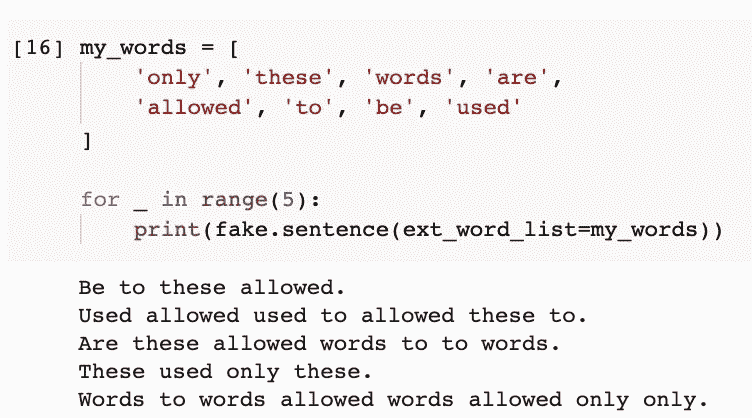 [16] my_words = [
'only', 'these', 'words', 'are',
'allowed', 'to', 'be', 'used'
]
for _ in range(5):
print(fake.sentence(ext_word_list=my_words))
Be to these allowed.
Used allowed used to allowed these to.
Are these allowed words to to words.
These used only these.
Words to words allowed words allowed only only.